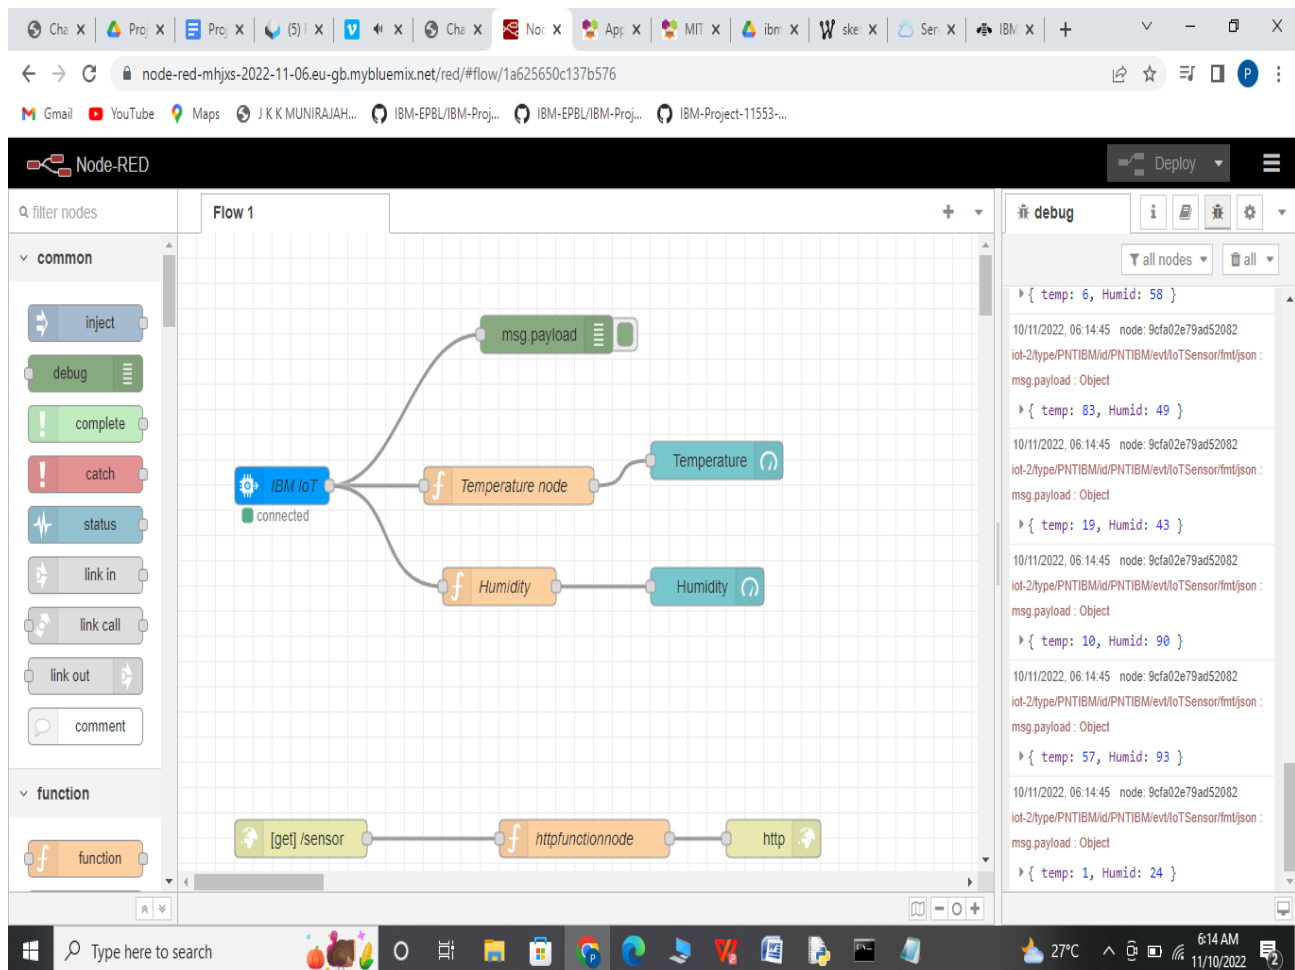 Cha
Proj
Proj
(5)
Cha
Noc
App
MIT
ibm
ske
Sen
IBM
node-red-mhjxs-2022-11-06.eu-gb.mybluemix.net/red/#flow/1a625650c137b576
P
Gmail
YouTube
Maps
J K K MUNIRAJAH...
IBM-EPBL/IBM-Proj...
IBM-EPBL/IBM-Proj...
IBM-Project-11553-...
Node-RED
Deploy
filter nodes
Flow 1
debug
common
all nodes
all
inject
debug
complete
catch
status
link in
link call
link out
comment
function
function
msg.payload
IBM IoT
connected
Temperature node
Temperature
Humidity
Humidity
[get] /sensor
httpfunctionnode
http
{ temp: 6, Humid: 58 }
10/11/2022, 06:14:45 node: 9cfa02e79ad52082
iot-2/type/PNTIBM/id/PNTIBM/evt/IoTSensor/fmt/json :
msg.payload : Object
{ temp: 83, Humid: 49 }
10/11/2022, 06:14:45 node: 9cfa02e79ad52082
iot-2/type/PNTIBM/id/PNTIBM/evt/IoTSensor/fmt/json :
msg.payload : Object
{ temp: 19, Humid: 43 }
10/11/2022, 06:14:45 node: 9cfa02e79ad52082
iot-2/type/PNTIBM/id/PNTIBM/evt/IoTSensor/fmt/json :
msg.payload : Object
{ temp: 10, Humid: 90 }
10/11/2022, 06:14:45 node: 9cfa02e79ad52082
iot-2/type/PNTIBM/id/PNTIBM/evt/IoTSensor/fmt/json :
msg.payload : Object
{ temp: 57, Humid: 93 }
10/11/2022, 06:14:45 node: 9cfa02e79ad52082
iot-2/type/PNTIBM/id/PNTIBM/evt/IoTSensor/fmt/json :
msg.payload : Object
{ temp: 1, Humid: 24 }
Type here to search
27°C
6:14 AM
11/10/2022
2